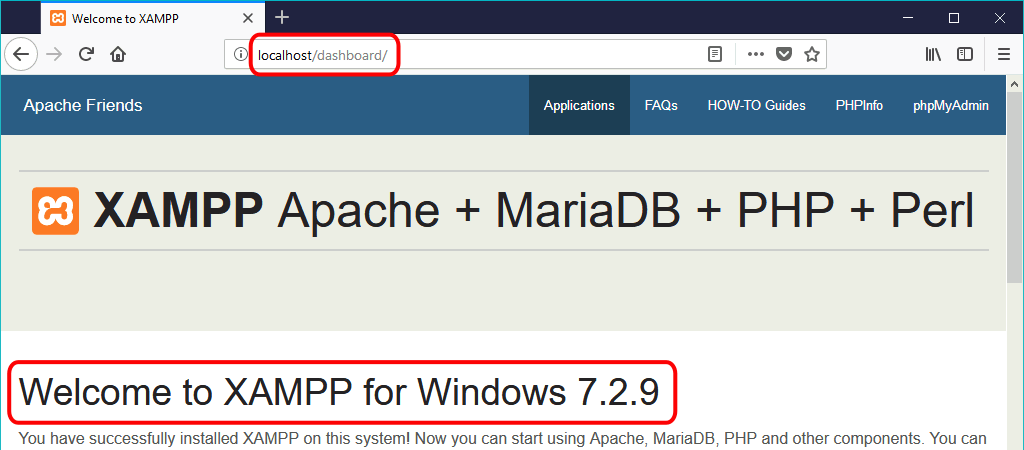 Welcome to XAMPP
localhost/dashboard/
Apache Friends
Applications
FAQs
HOW-TO Guides
PHPInfo
phpMyAdmin
XAMPP Apache + MariaDB + PHP + Perl
Welcome to XAMPP for Windows 7.2.9
You have successfully installed XAMPP on this system! Now you can start using Apache, MariaDB, PHP and other components. You can